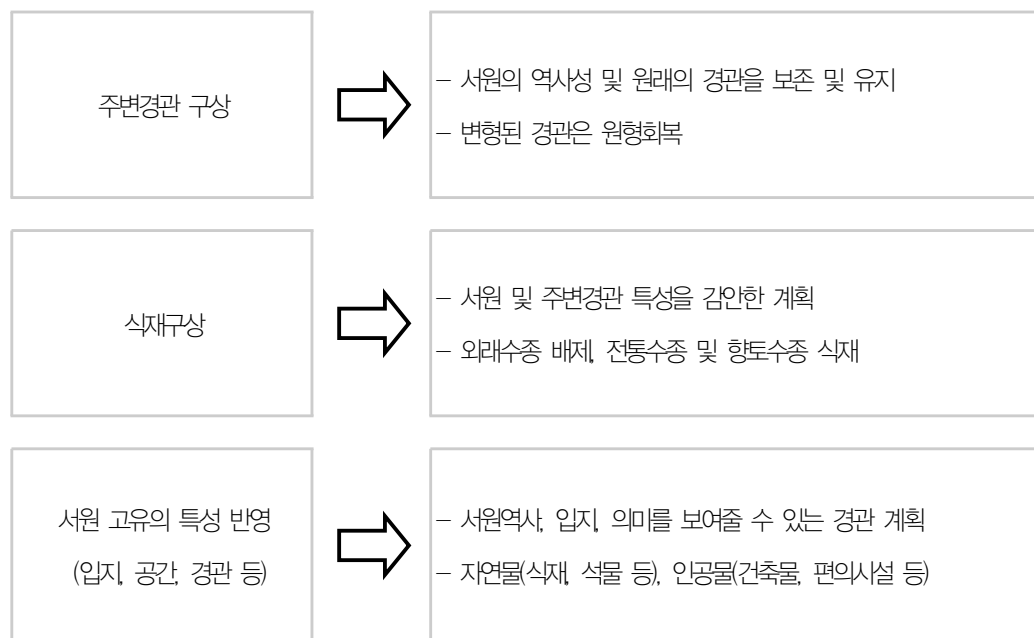 주변경관 구상
– 서원의 역사성 및 원래의 경관을 보존 및 유지
– 변형된 경관은 원형회복
식재구상
– 서원 및 주변경관 특성을 감안한 계획
– 외래수종 배제, 전통수종 및 향토수종 식재
서원 고유의 특성 반영
(입지, 공간, 경관 등)
– 서원역사, 입지, 의미를 보여줄 수 있는 경관 계획
– 자연물(식재, 석물 등), 인공물(건축물, 편의시설 등)